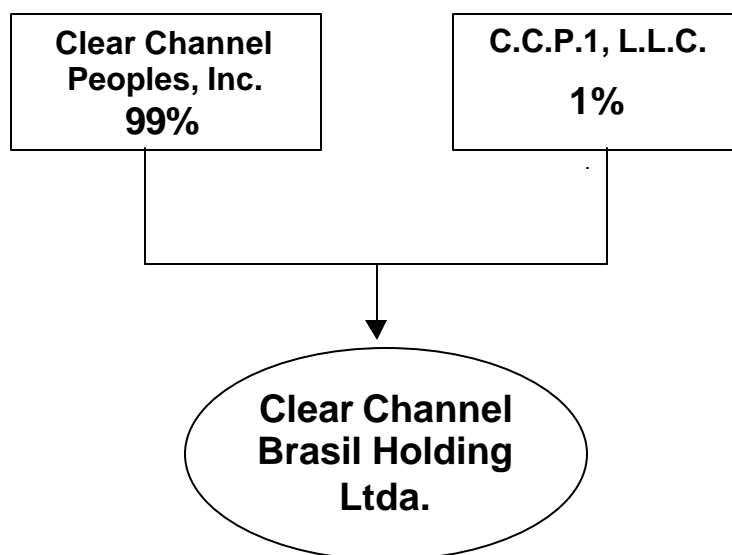 Clear Channel
Peoples, Inc.
99%
C.C.P.1, L.L.C.
1%
Clear Channel
Brasil Holding
Ltda.